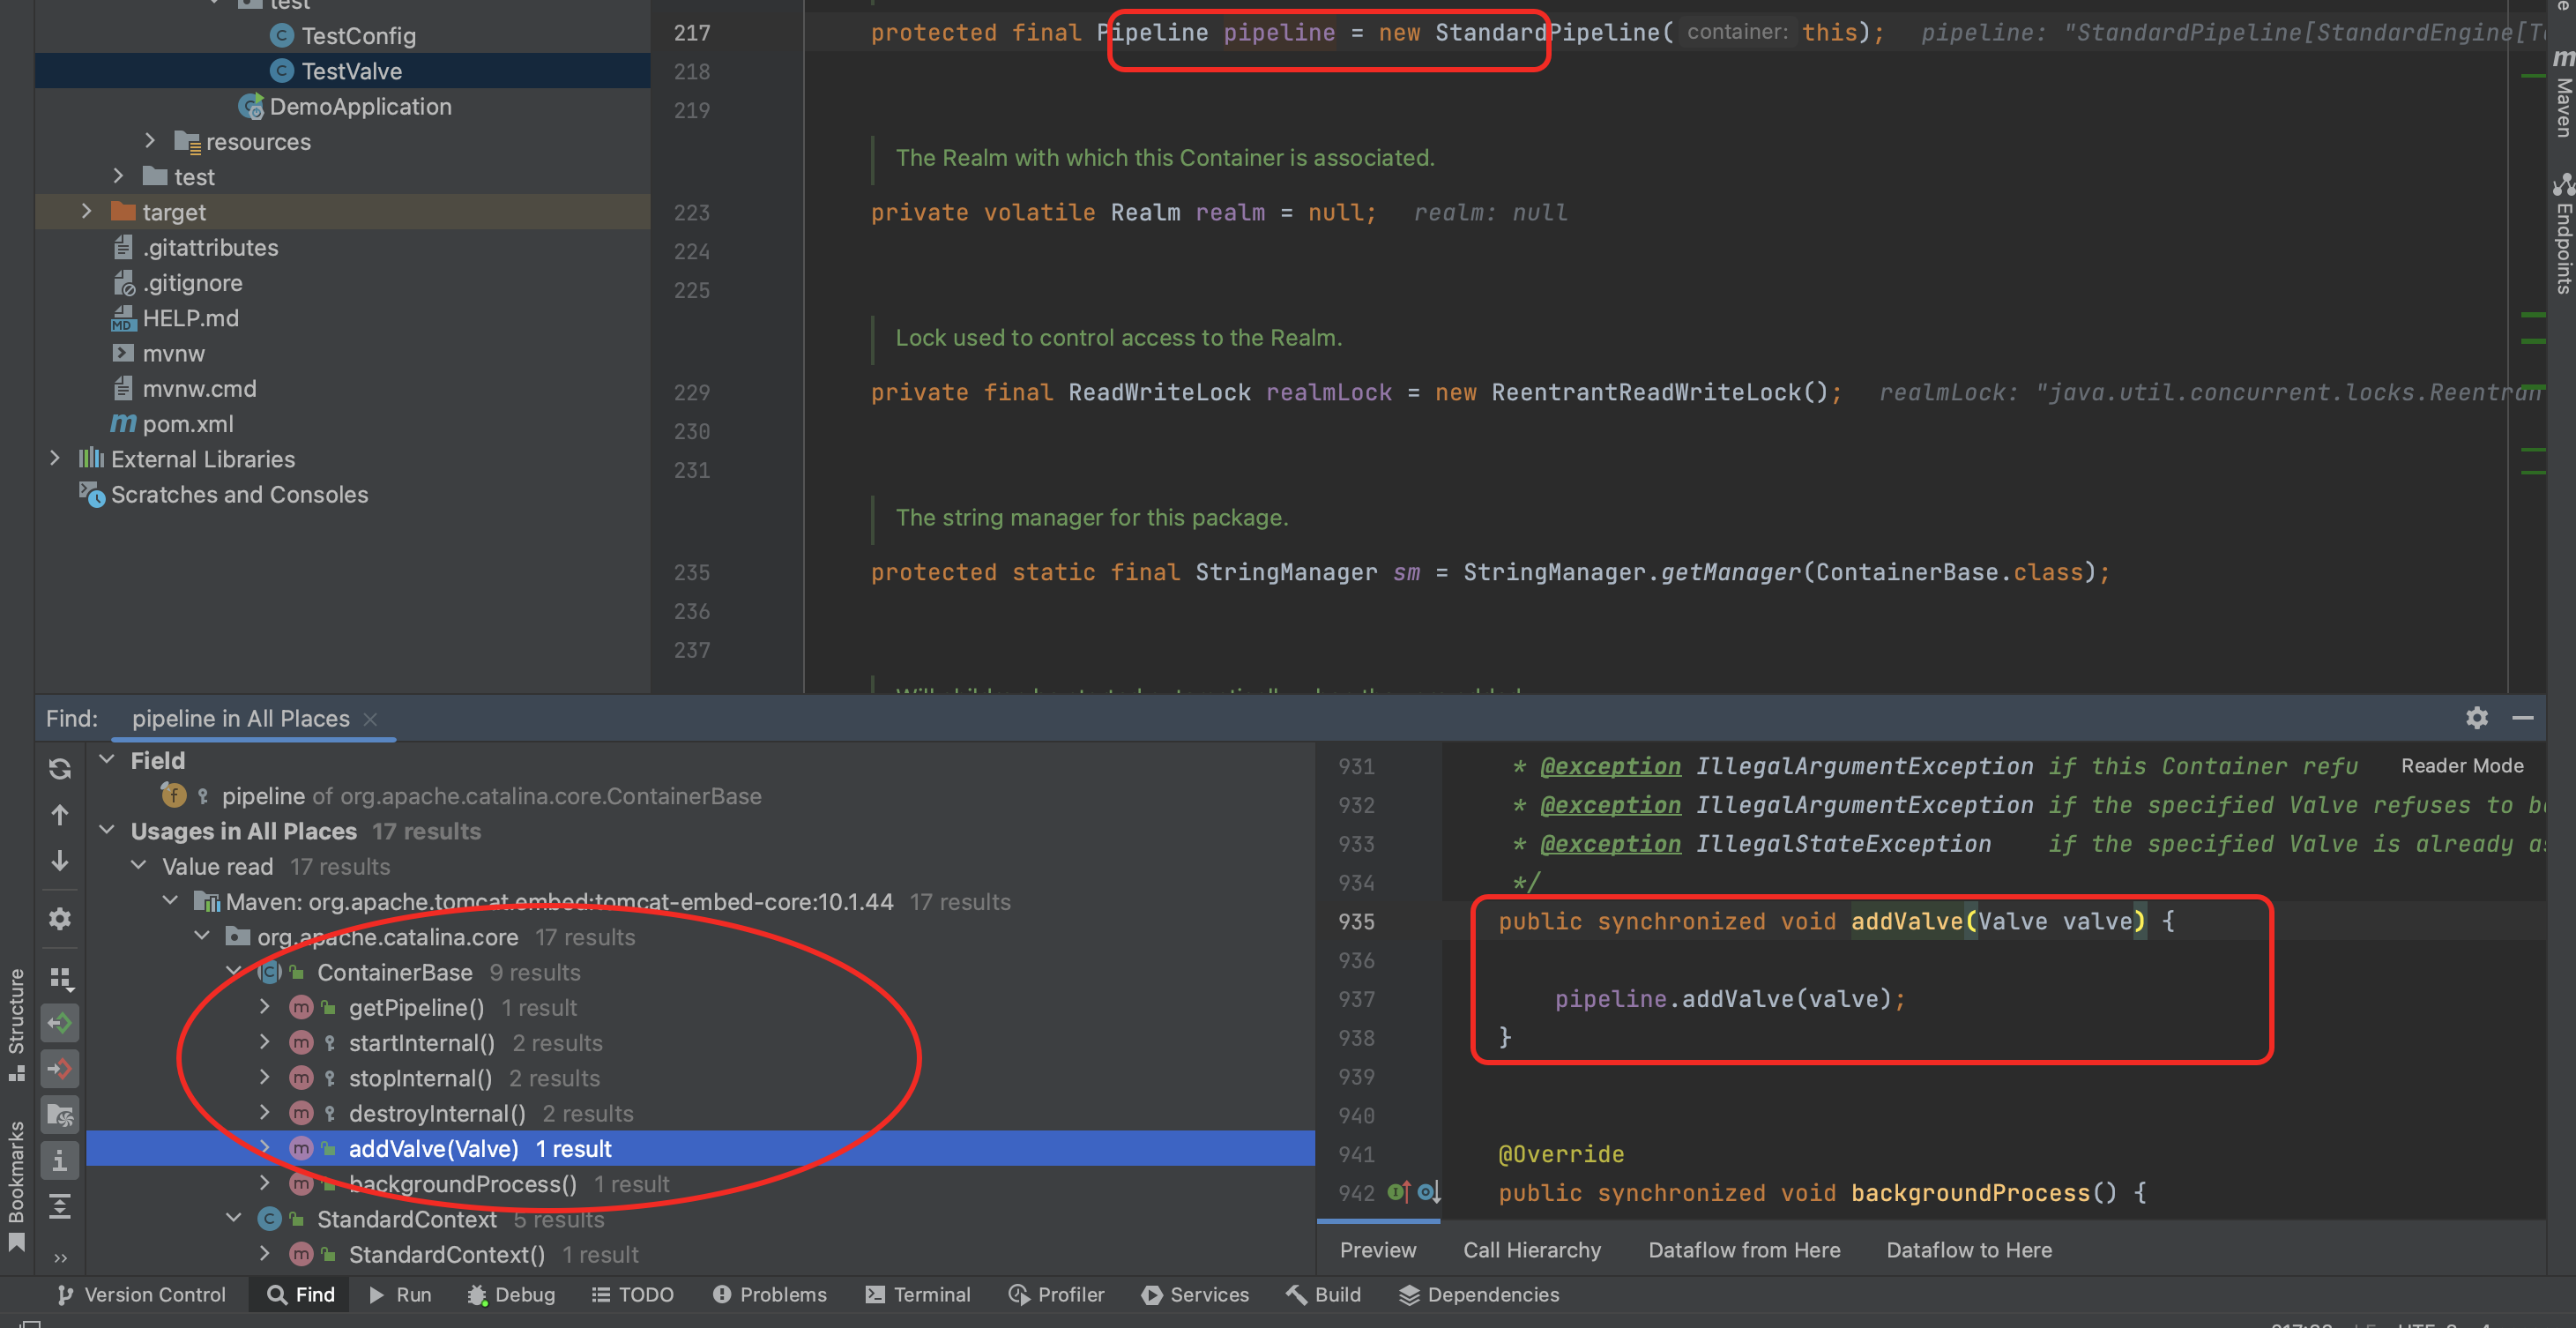 test
TestConfig
TestValve
DemoApplication
resources
test
target
.gitattributes
.gitignore
HELP.md
mvnw
mvnw.cmd
pom.xml
External Libraries
Scratches and Consoles
217 protected final Pipeline pipeline = new StandardPipeline( container: this); pipeline: "StandardPipeline[StandardEngine[
218
219
The Realm with which this Container is associated.
223 private volatile Realm realm = null; realm: null
224
225
Lock used to control access to the Realm.
229 private final ReadWriteLock realmLock = new ReentrantReadWriteLock(); realmLock: "java.util.concurrent.locks.Reentran
230
231
The string manager for this package.
235 protected static final StringManager sm = StringManager.getManager(ContainerBase.class);
236
237
Maven
Endpoints
Find: pipeline in All Places
Field
pipeline of org.apache.catalina.core.ContainerBase
Usages in All Places 17 results
Value read 17 results
Maven: org.apache.tomcat.embed:tomcat-embed-core:10.1.44 17 results
org.apache.catalina.core 17 results
ContainerBase 9 results
getPipeline() 1 result
startInternal() 2 results
stopInternal() 2 results
destroyInternal() 2 results
addValve(Valve) 1 result
backgroundProcess() 1 result
StandardContext 5 results
StandardContext() 1 result
Structure
Bookmarks
Reader Mode
931 * @exception IllegalArgumentException if this Container refu
932 * @exception IllegalArgumentException if the specified Valve refuses to b
933 * @exception IllegalStateException if the specified Valve is already a
934 */
935 public synchronized void addValve(Valve valve) {
936
937 pipeline.addValve(valve);
938 }
939
940
941 @Override
942 public synchronized void backgroundProcess() {
Preview Call Hierarchy Dataflow from Here Dataflow to Here
Version Control Find Run Debug TODO Problems Terminal Profiler Services Build Dependencies